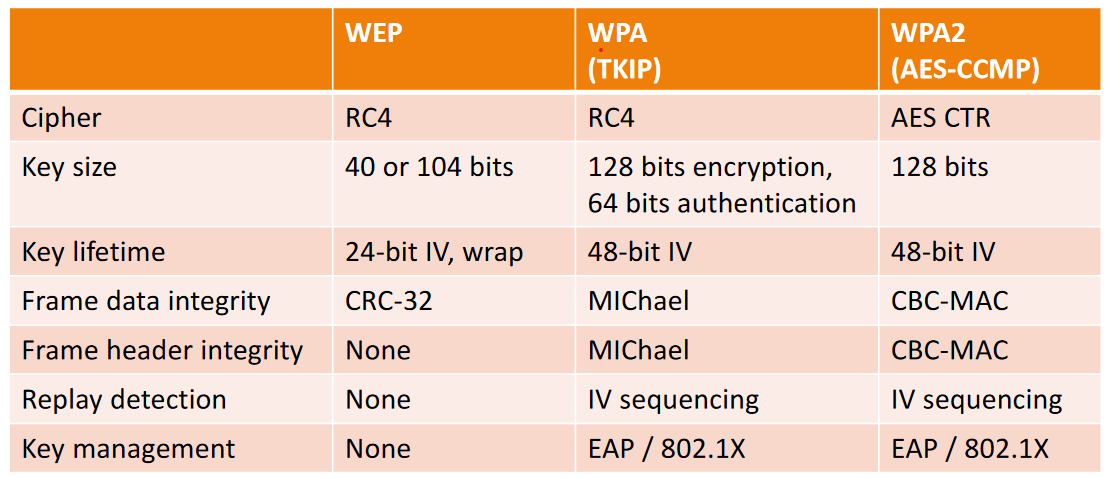 WEP WPA WPA2
(TKIP) (AES-CCMP)
Cipher RC4 RC4 AES CTR
Key size 40 or 104 bits 128 bits encryption, 128 bits
64 bits authentication
Key lifetime 24-bit IV, wrap 48-bit IV 48-bit IV
Frame data integrity CRC-32 MIChael CBC-MAC
Frame header integrity None MIChael CBC-MAC
Replay detection None IV sequencing IV sequencing
Key management None EAP / 802.1X EAP / 802.1X